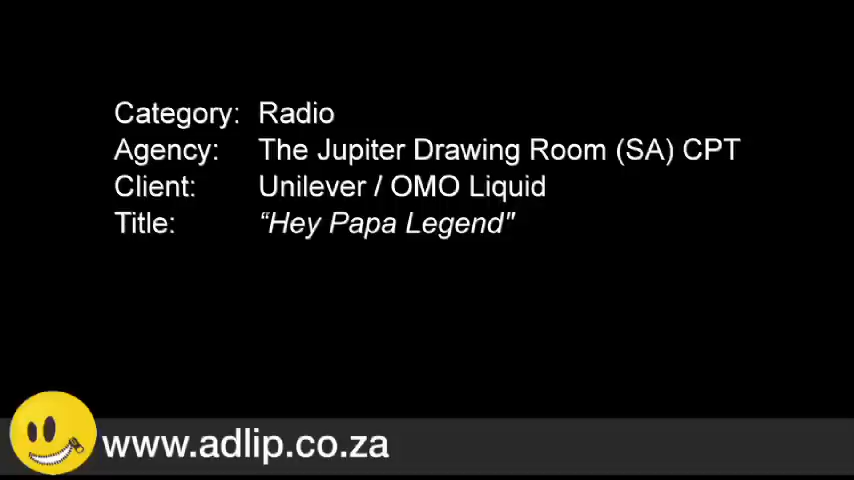 Category: Radio
Agency: The Jupiter Drawing Room (SA) CPT
Client: Unilever / OMO Liquid
Title: “Hey Papa Legend"
www.adlip.co.za